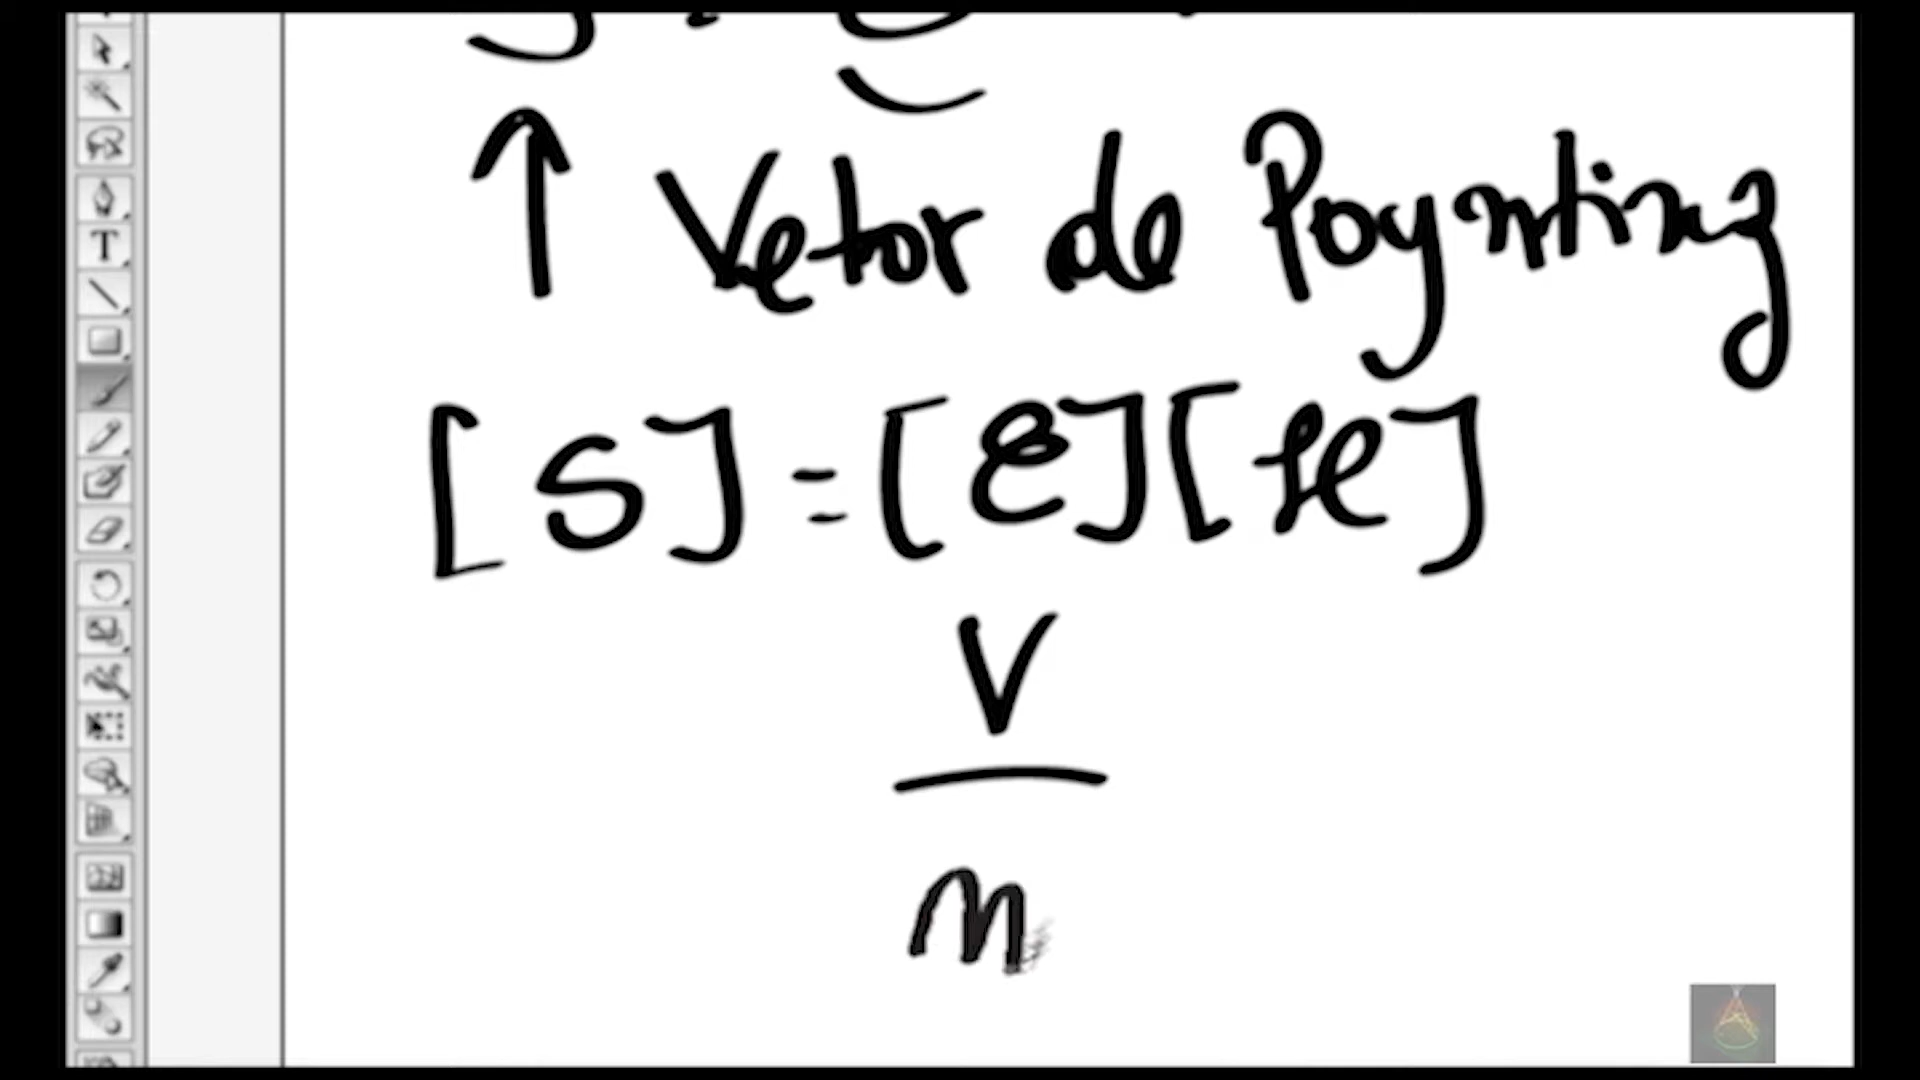 ↑ Vetor de Poynting
[S] = [ℰ][ℋ]
V
m